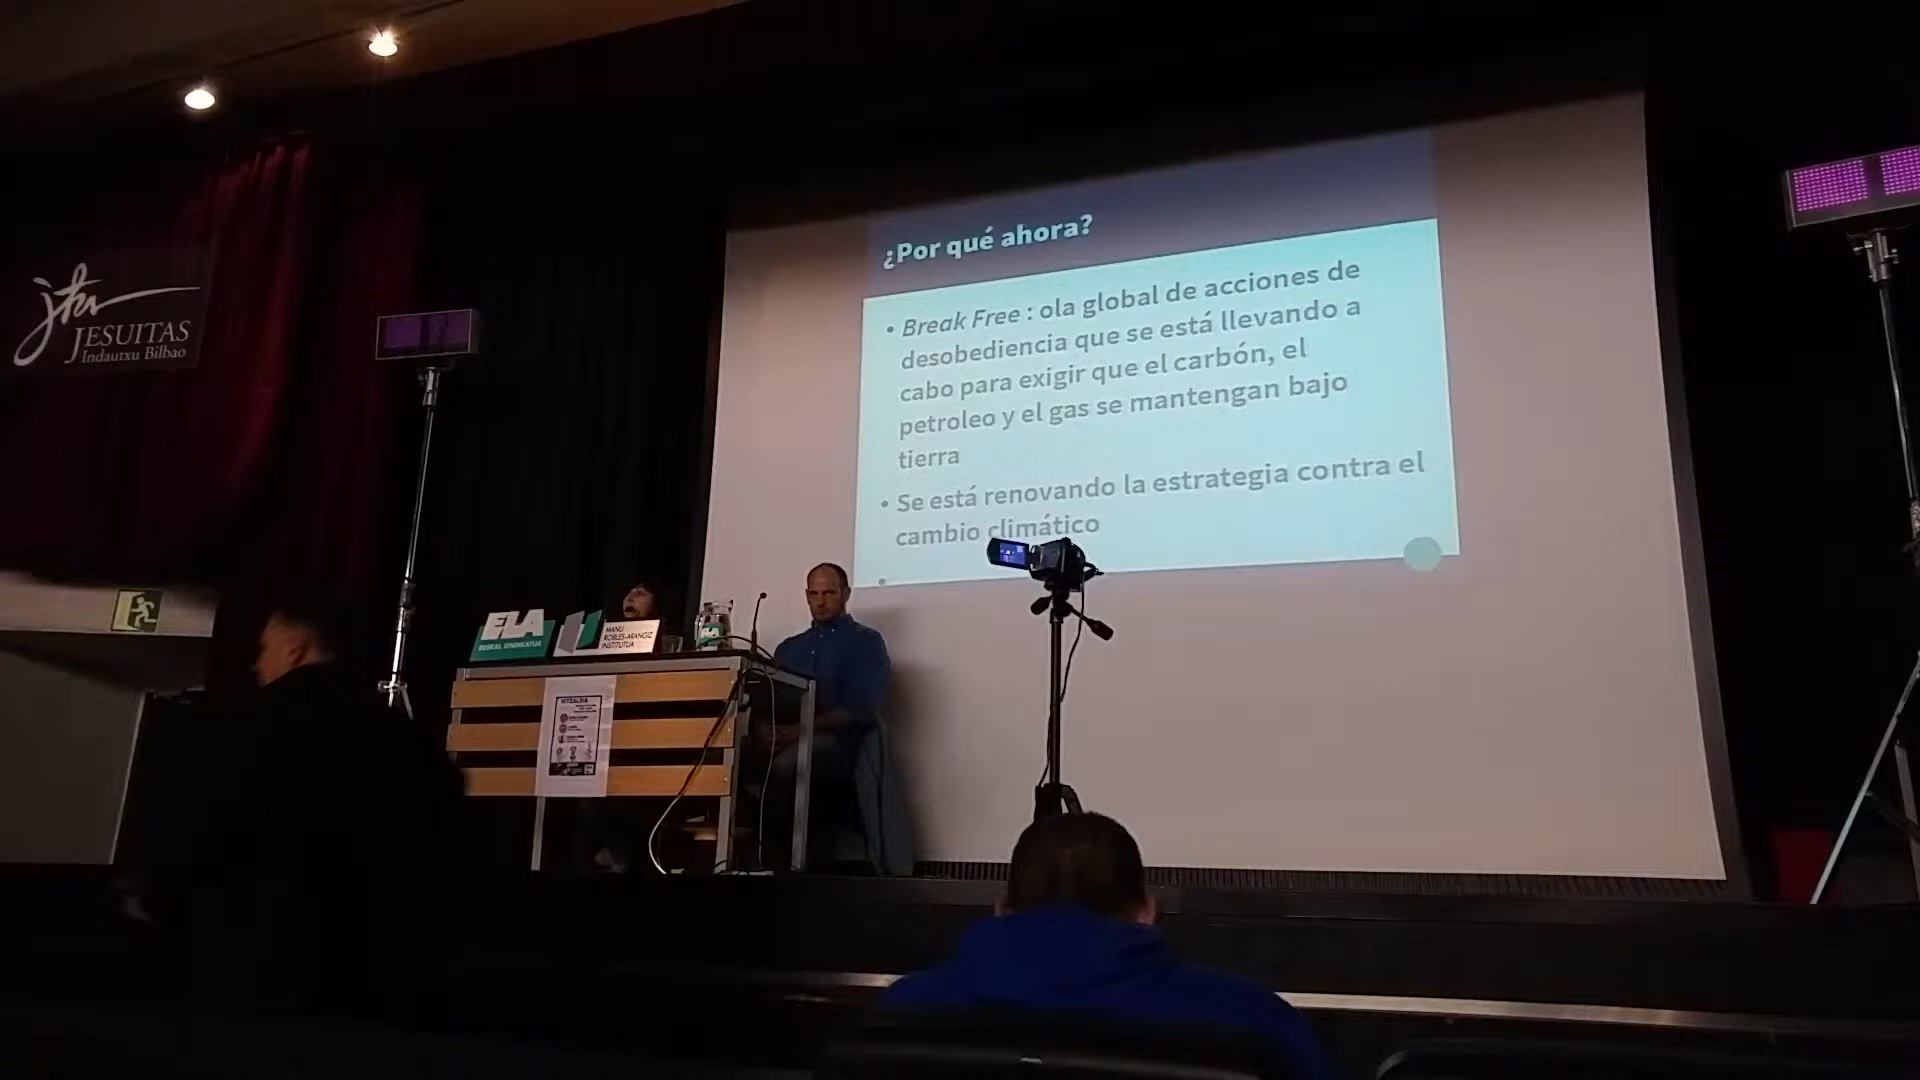 ¿Por qué ahora?
• Break Free : ola global de acciones de
desobediencia que se está llevando a
cabo para exigir que el carbón, el
petroleo y el gas se mantengan bajo
tierra
• Se está renovando la estrategia contra el
cambio climático
JESUITAS
Indautxu Bilbao
ELA
EUSKAL SINDIKATUA
MANU
ROBLES-ARANGIZ
INSTITUTUA
ELA
HITZALDIA